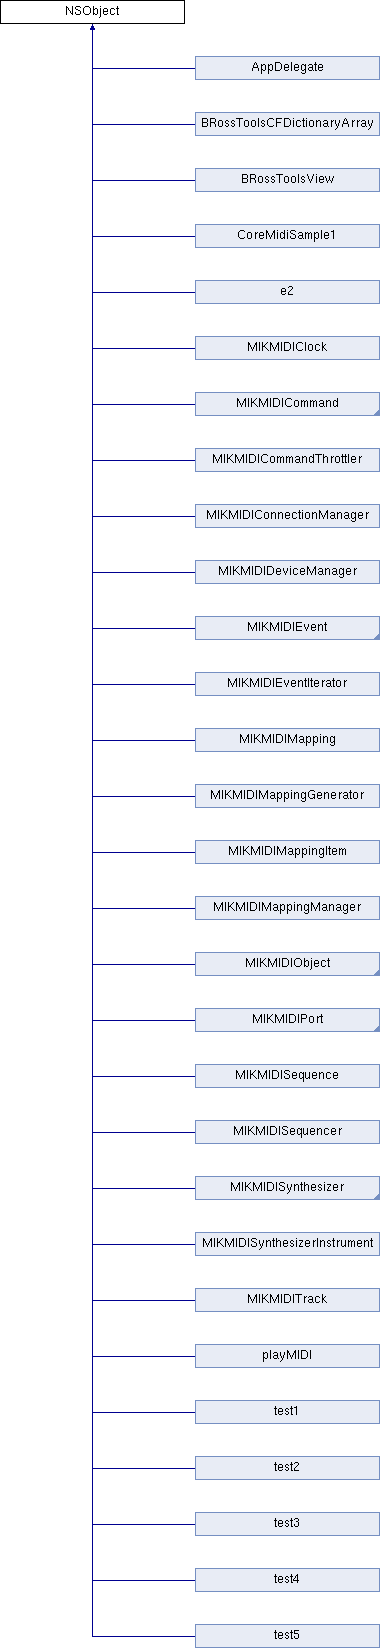 NSObject
AppDelegate
BRossToolsCFDictionaryArray
BRossToolsView
CoreMidiSample1
e2
MIKMIDIClock
MIKMIDICommand
MIKMIDICommandThrottler
MIKMIDIConnectionManager
MIKMIDIDeviceManager
MIKMIDIEvent
MIKMIDIEventIterator
MIKMIDIMapping
MIKMIDIMappingGenerator
MIKMIDIMappingItem
MIKMIDIMappingManager
MIKMIDIObject
MIKMIDIPort
MIKMIDISequence
MIKMIDISequencer
MIKMIDISynthesizer
MIKMIDISynthesizerInstrument
MIKMIDITrack
playMIDI
test1
test2
test3
test4
test5